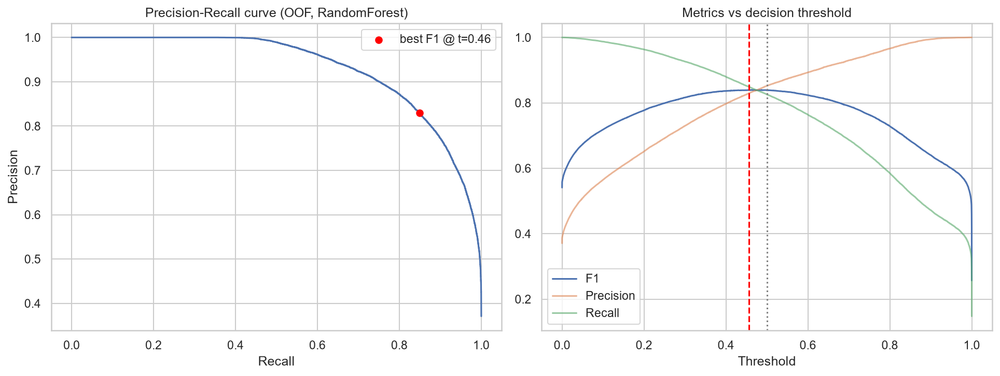 Precision-Recall curve (OOF, RandomForest)
best F1 @ t=0.46
1.0
0.9
0.8
0.7
0.6
0.5
0.4
Precision
0.0 0.2 0.4 0.6 0.8 1.0
Recall
Metrics vs decision threshold
1.0
0.8
0.6
0.4
0.2
F1
Precision
Recall
0.0 0.2 0.4 0.6 0.8 1.0
Threshold